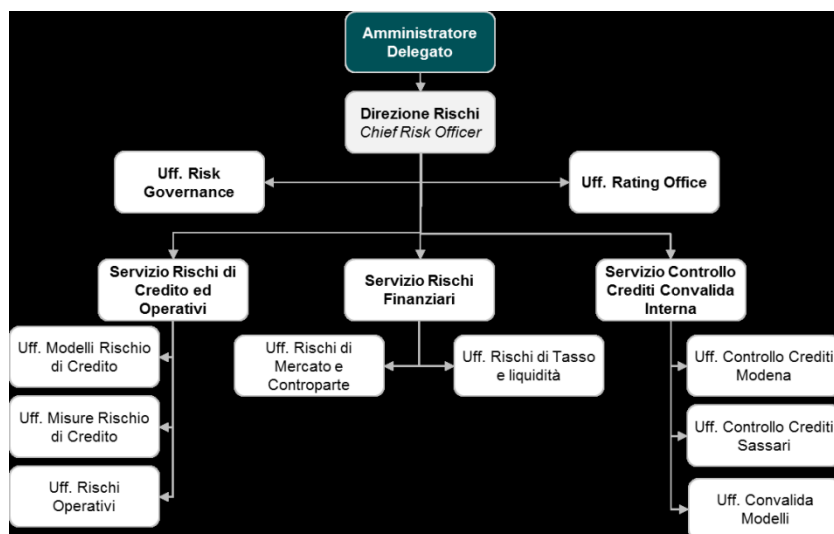 Amministratore
Delegato
Direzione Rischi
Chief Risk Officer
Uff. Risk
Governance
Uff. Rating Office
Servizio Rischi di
Credito ed
Operativi
Servizio Rischi
Finanziari
Servizio Controllo
Crediti Convalida
Interna
Uff. Modelli Rischio
di Credito
Uff. Misure Rischio
di Credito
Uff. Rischi
Operativi
Uff. Rischi di
Mercato e
Controparte
Uff. Rischi di Tasso
e liquidità
Uff. Controllo Crediti
Modena
Uff. Controllo Crediti
Sassari
Uff. Convalida
Modelli